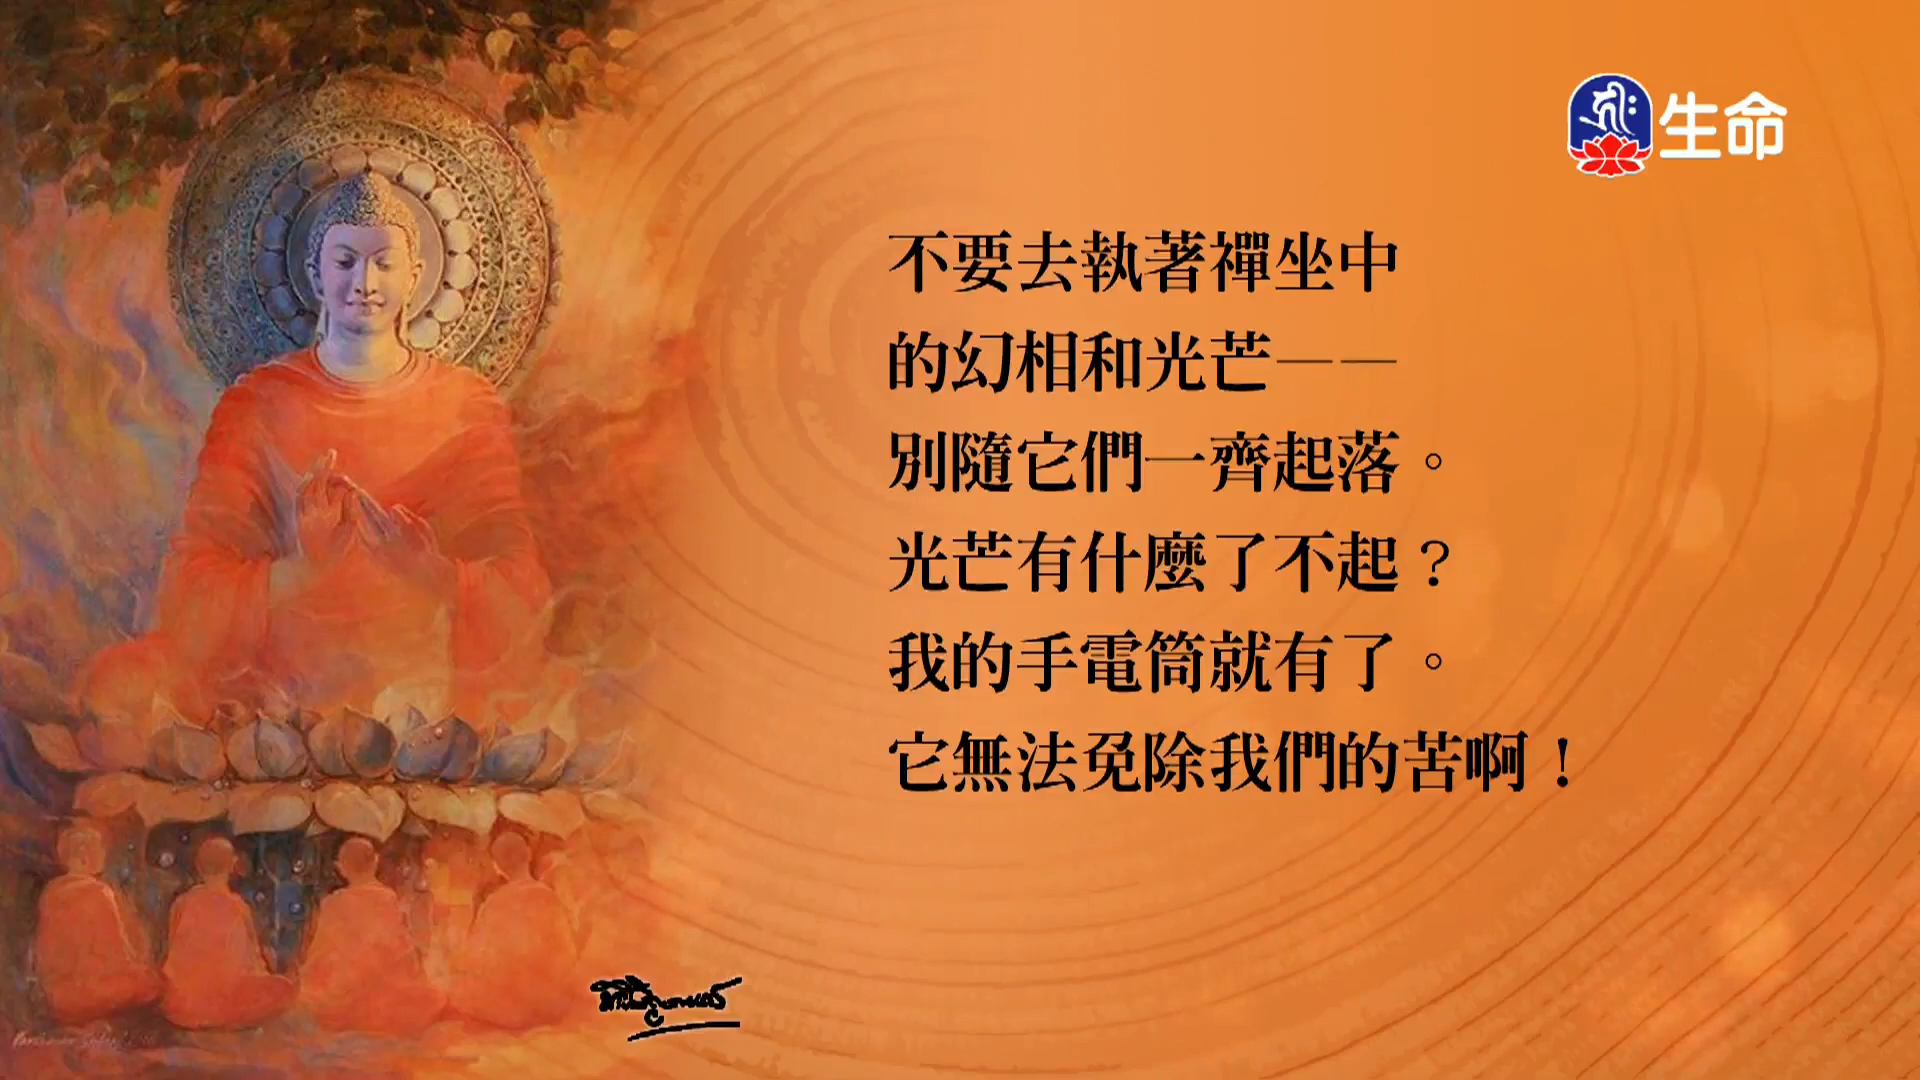 生命
不要去執著禪坐中
的幻相和光芒——
別隨它們一齊起落。
光芒有什麼了不起？
我的手電筒就有了。
它無法免除我們的苦啊！